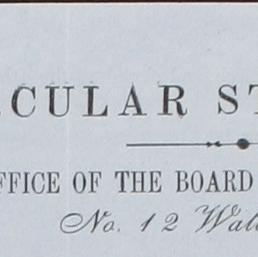 CULAR ST
FFICE OF THE BOARD
No. 12 Wal